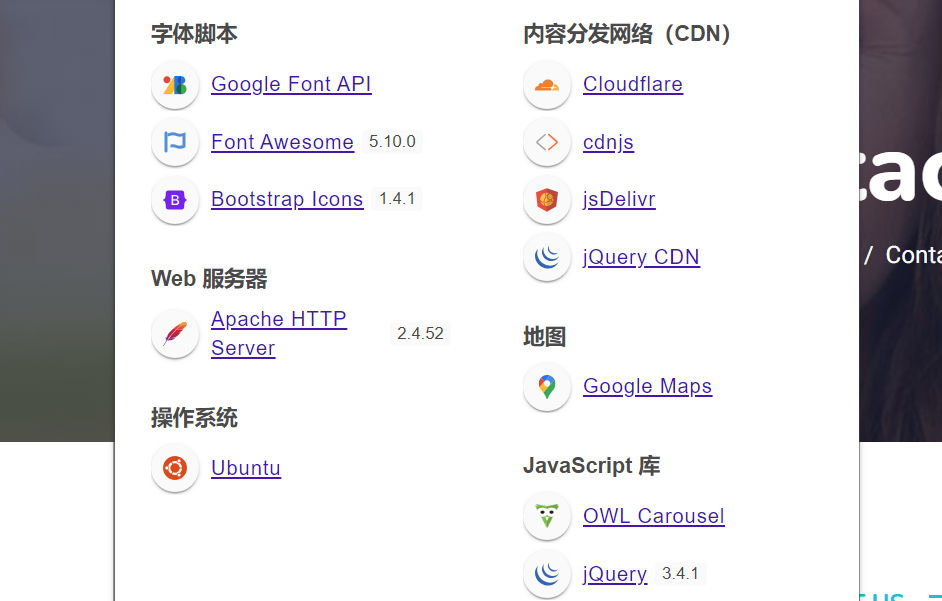 字体脚本
Google Font API
Font Awesome 5.10.0
Bootstrap Icons 1.4.1
Web 服务器
Apache HTTP
Server
2.4.52
操作系统
Ubuntu
内容分发网络（CDN）
Cloudflare
cdnjs
jsDelivr
jQuery CDN
地图
Google Maps
JavaScript 库
OWL Carousel
jQuery 3.4.1
tac
/ Conta
US